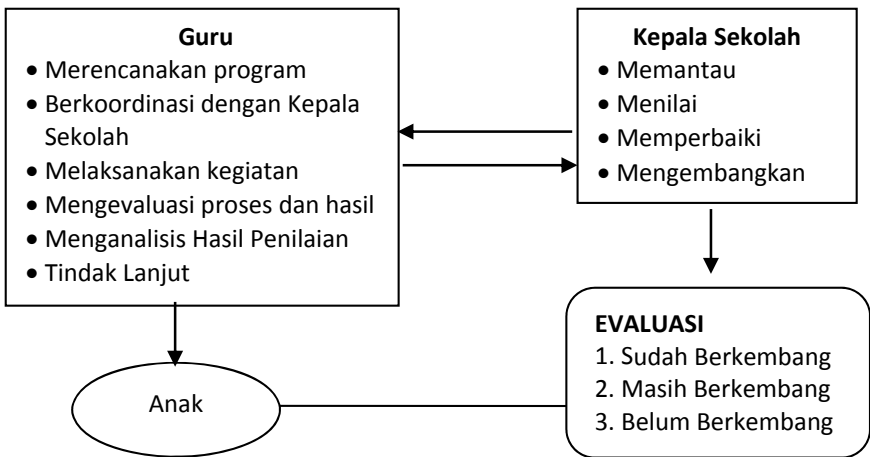 Guru
• Merencanakan program
• Berkoordinasi dengan Kepala
Sekolah
• Melaksanakan kegiatan
• Mengevaluasi proses dan hasil
• Menganalisis Hasil Penilaian
• Tindak Lanjut
Kepala Sekolah
• Memantau
• Menilai
• Memperbaiki
• Mengembangkan
Anak
EVALUASI
1. Sudah Berkembang
2. Masih Berkembang
3. Belum Berkembang